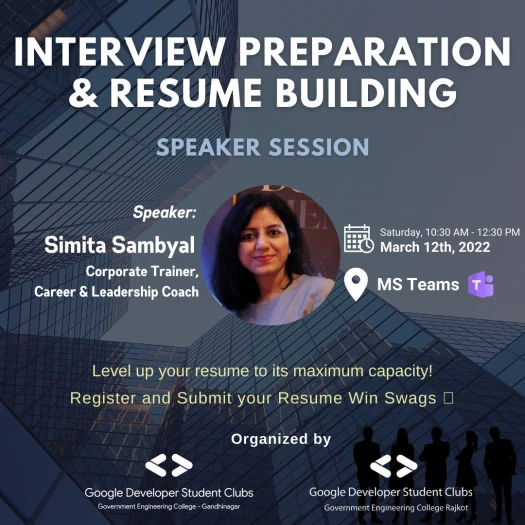 INTERVIEW PREPARATION
& RESUME BUILDING
SPEAKER SESSION
Speaker:
Simita Sambyal
Corporate Trainer,
Career & Leadership Coach
Saturday, 10:30 AM - 12:30 PM
March 12th, 2022
MS Teams
T
Level up your resume to its maximum capacity!
Register and Submit your Resume Win Swags
Organized by
Google Developer Student Clubs
Government Engineering College - Gandhinagar
Google Developer Student Clubs
Government Engineering College Rajkot